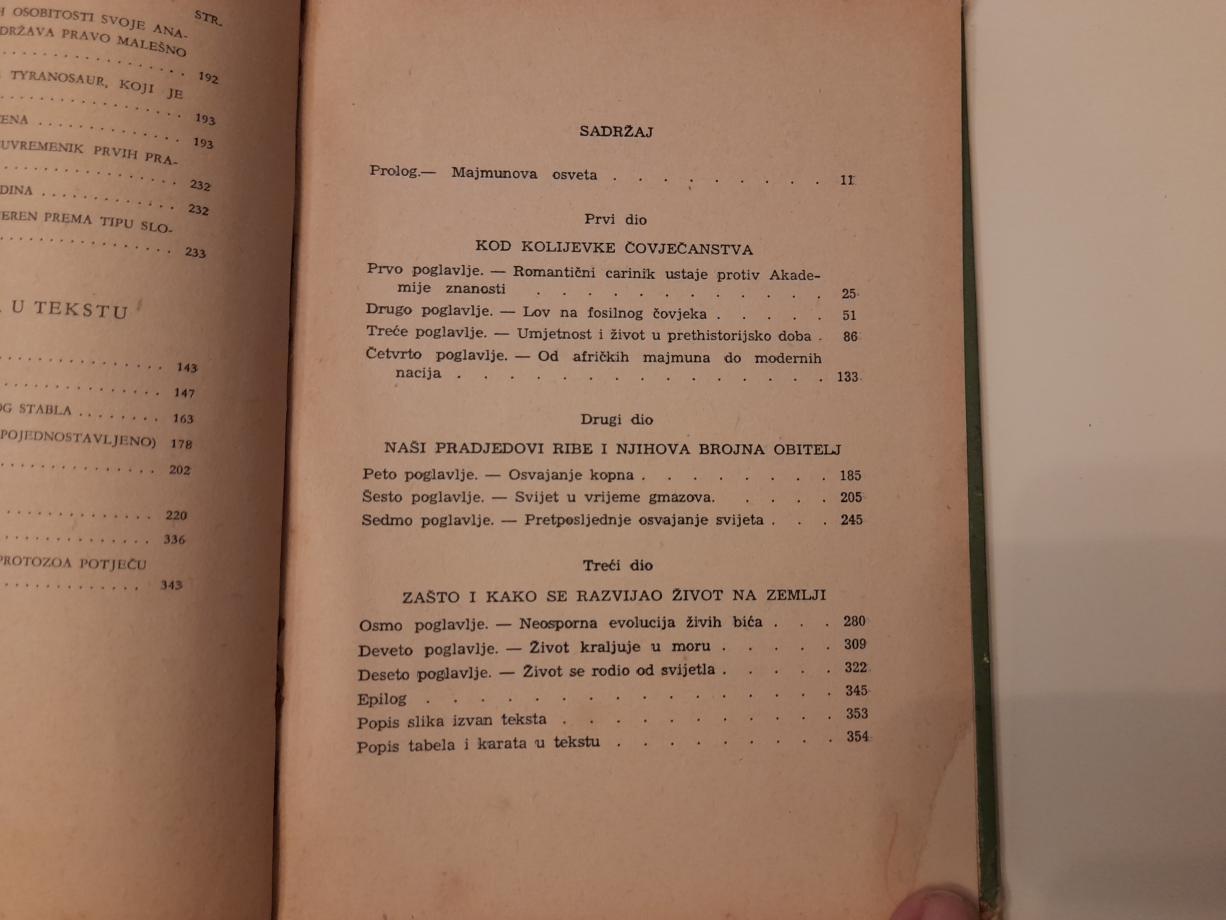 STR.
OSOBITOSTI SVOJE ANA-
DRŽAVA PRAVO MALEŠNO
. . . . . . . . . . . . . . . . . 192
TYRANOSAUR, KOJI JE
. . . . . . . . . . . . . . . . . 193
. . . . . . . . . . . . . 193
UVREMENIK PRVIH PRA-
. . . . . . . . . . . . . . . . . 232
. . . . . . . . . . . . . 232
PREMA TIPU SLO-
. . . . . . . . . . . . . . . . . 233
U TEKSTU
. . . . . . . . . . . . . . . . . 143
. . . . . . . . . . . . . . . . . 147
STABLA . . . . . . . . 163
POJEDNOSTAVLJENO) 178
. . . . . . . . . . . . . . . . . 202
. . . . . . . . . . . . . . . . . 220
. . . . . . . . . . . . . . . . . 336
PROTOZOA POTJEČU
. . . . . . . . . . . . . . . . . 343
SADRŽAJ
Prolog.— Majmunova osveta . . . . . . . . . 11
Prvi dio
KOD KOLIJEVKE ČOVJEČANSTVA
Prvo poglavlje. — Romantični carinik ustaje protiv Akade-
mije znanosti . . . . . . . . . . . . 25
Drugo poglavlje. — Lov na fosilnog čovjeka . . . . . 51
Treće poglavlje. — Umjetnost i život u prethistorijsko doba . 86
Četvrto poglavlje. — Od afričkih majmuna do modernih
nacija . . . . . . . . . . . . . . . 133
Drugi dio
NAŠI PRADJEDOVI RIBE I NJIHOVA BROJNA OBITELJ
Peto poglavlje. — Osvajanje kopna . . . . . . . . 185
Šesto poglavlje. — Svijet u vrijeme gmazova. . . . . 205
Sedmo poglavlje. — Pretposljednje osvajanje svijeta . . . 245
Treći dio
ZAŠTO I KAKO SE RAZVIJAO ŽIVOT NA ZEMLJI
Osmo poglavlje. — Neosporna evolucija živih bića . . . 280
Deveto poglavlje. — Život kraljuje u moru . . . . . 309
Deseto poglavlje. — Život se rodio od svijetla . . . . . 322
Epilog . . . . . . . . . . . . . . . 345
Popis slika izvan teksta . . . . . . . . . . . 353
Popis tabela i karata u tekstu . . . . . . . . . 354